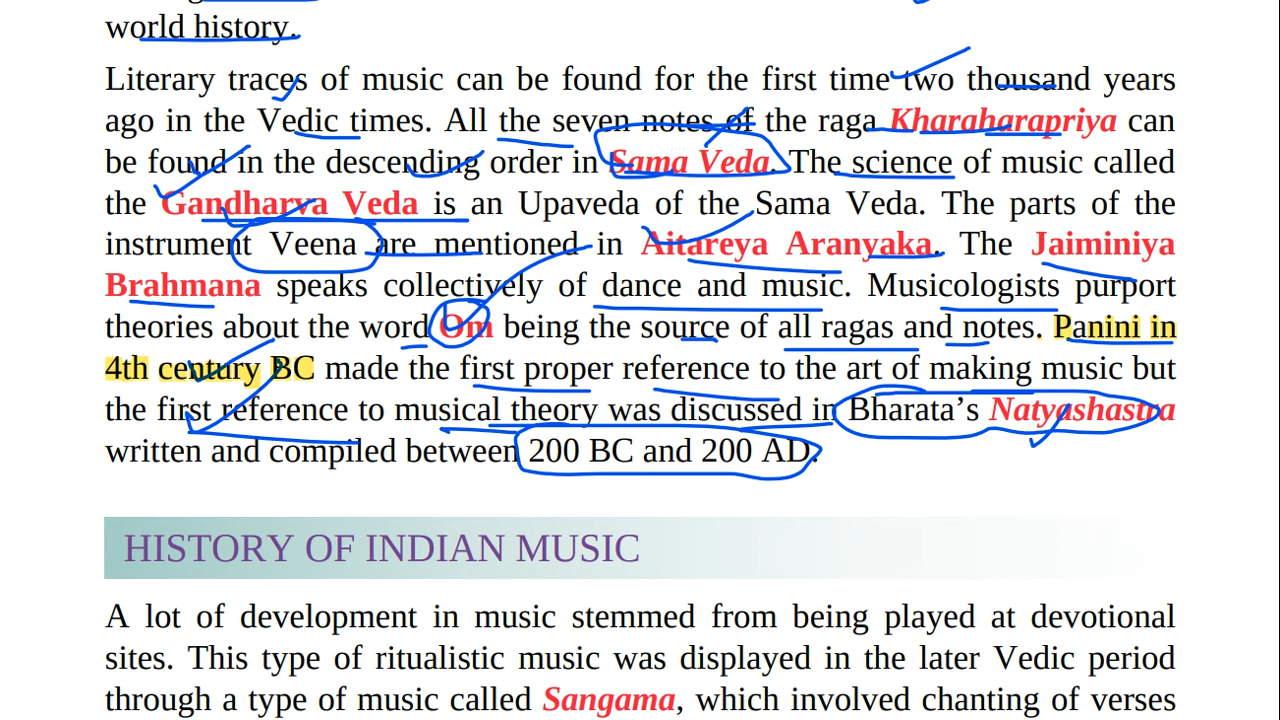 world history.
Literary traces of music can be found for the first time two thousand years
ago in the Vedic times. All the seven notes of the raga Kharaharapriya can
be found in the descending order in Sama Veda. The science of music called
the Gandharva Veda is an Upaveda of the Sama Veda. The parts of the
instrument Veena are mentioned in Aitareya Aranyaka. The Jaiminiya
Brahmana speaks collectively of dance and music. Musicologists purport
theories about the word Om being the source of all ragas and notes. Panini in
4th century BC made the first proper reference to the art of making music but
the first reference to musical theory was discussed in Bharata's Natyashastra
written and compiled between 200 BC and 200 AD.
HISTORY OF INDIAN MUSIC
A lot of development in music stemmed from being played at devotional
sites. This type of ritualistic music was displayed in the later Vedic period
through a type of music called Sangama, which involved chanting of verses